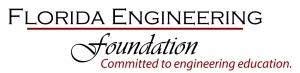 FLORIDA ENGINEERING
Foundation
Committed to engineering education.